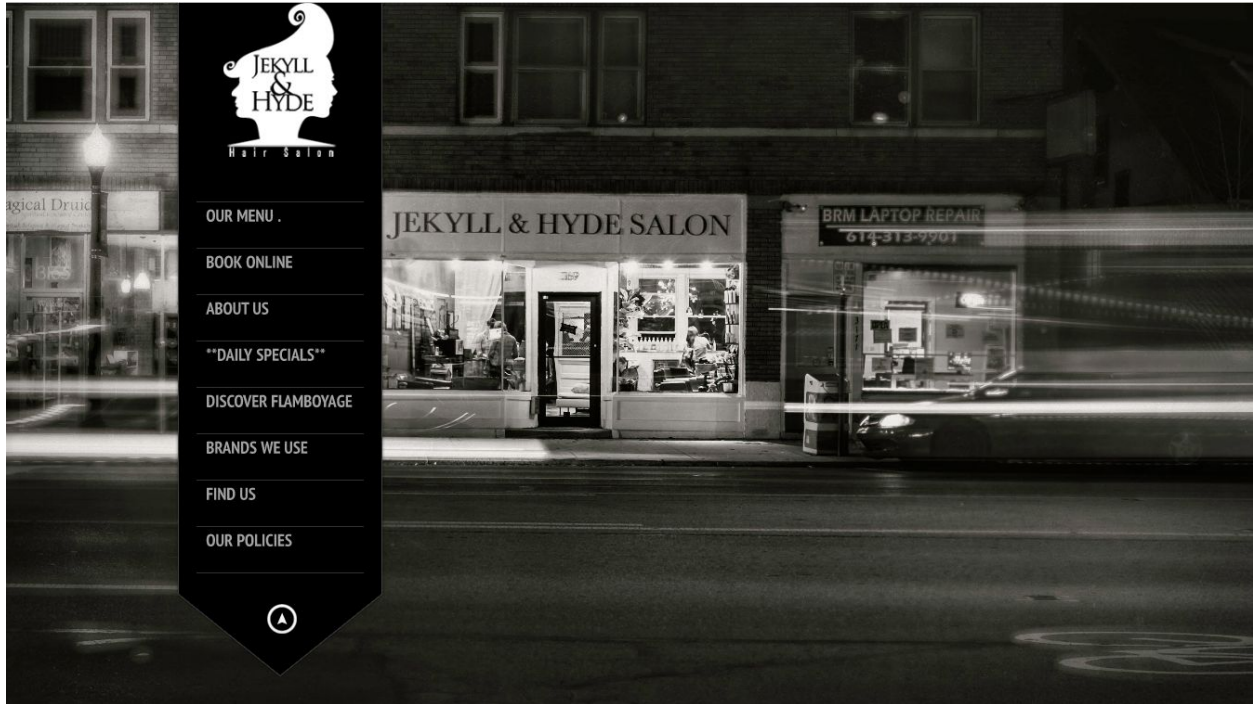 JEKYLL
&
HYDE
Hair Salon
OUR MENU .
BOOK ONLINE
ABOUT US
**DAILY SPECIALS**
DISCOVER FLAMBOYAGE
BRANDS WE USE
FIND US
OUR POLICIES
agical Druid
JEKYLL & HYDE SALON
369
BRM LAPTOP REPAIR
614-313-9901